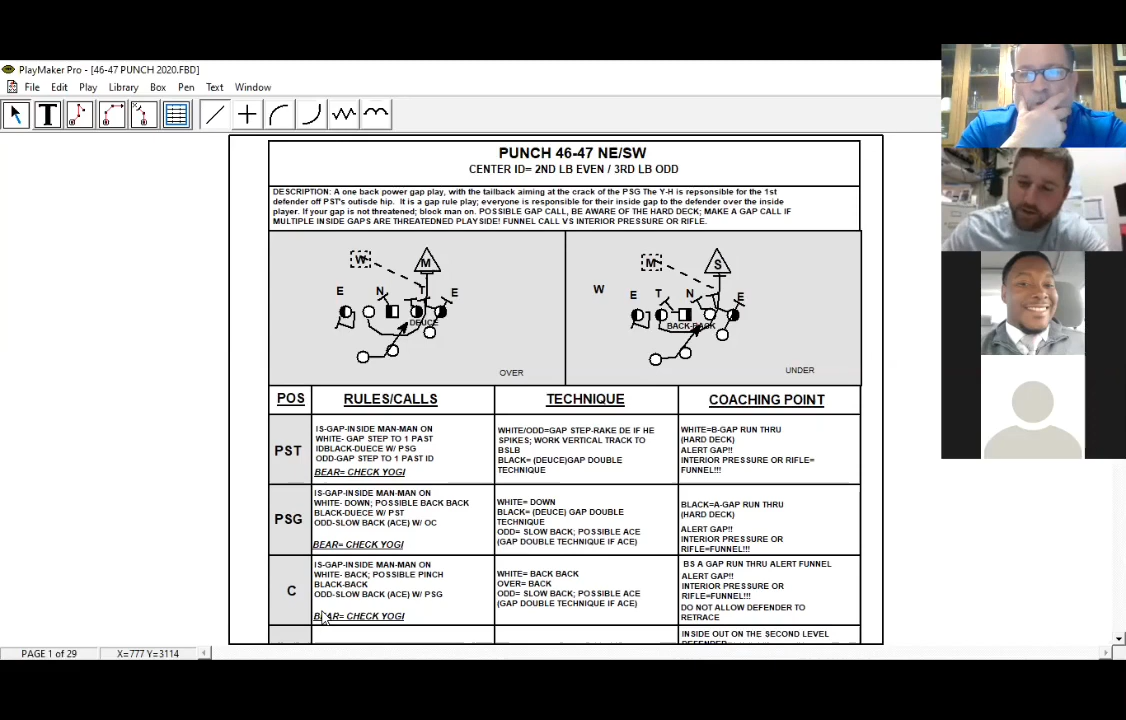 PlayMaker Pro - [46-47 PUNCH 2020.FBD]
File Edit Play Library Box Pen Text Window
T
PUNCH 46-47 NE/SW
CENTER ID= 2ND LB EVEN / 3RD LB ODD
DESCRIPTION: A one back power gap play, with the tailback aiming at the crack of the PSG The Y-H is repsonsible for the 1st
defender off PST's outisde hip. It is a gap rule play; everyone is responsible for their inside gap to the defender over the inside
player. If your gap is not threatened; block man on. POSSIBLE GAP CALL, BE AWARE OF THE HARD DECK; MAKE A GAP CALL IF
MULTIPLE INSIDE GAPS ARE THREATEDNED PLAYSIDE! FUNNEL CALL VS INTERIOR PRESSURE OR RIFLE.
W M
E N T E
DEUCE
OVER
M S
W
E T N E
BACK-BACK
UNDER
POS RULES/CALLS TECHNIQUE COACHING POINT
PST
IS-GAP-INSIDE MAN-MAN ON
WHITE- GAP STEP TO 1 PAST
IDBLACK-DUECE W/ PSG
ODD-GAP STEP TO 1 PAST ID
BEAR= CHECK YOGI
WHITE/ODD=GAP STEP-RAKE DE IF HE
SPIKES; WORK VERTICAL TRACK TO
BSLB
BLACK= (DEUCE)GAP DOUBLE
TECHNIQUE
WHITE=B-GAP RUN THRU
(HARD DECK)
ALERT GAP!!
INTERIOR PRESSURE OR RIFLE=
FUNNEL!!!
PSG
IS-GAP-INSIDE MAN-MAN ON
WHITE- DOWN; POSSIBLE BACK BACK
BLACK-DUECE W/ PST
ODD-SLOW BACK (ACE) W/ OC
BEAR= CHECK YOGI
WHITE= DOWN
BLACK= (DEUCE) GAP DOUBLE
TECHNIQUE
ODD= SLOW BACK; POSSIBLE ACE
(GAP DOUBLE TECHNIQUE IF ACE)
BLACK=A-GAP RUN THRU
(HARD DECK)
ALERT GAP!!
INTERIOR PRESSURE OR
RIFLE=FUNNEL!!!
C
IS-GAP-INSIDE MAN-MAN ON
WHITE- BACK; POSSIBLE PINCH
BLACK-BACK
ODD-SLOW BACK (ACE) W/ PSG
BEAR= CHECK YOGI
WHITE= BACK BACK
OVER= BACK
ODD= SLOW BACK; POSSIBLE ACE
(GAP DOUBLE TECHNIQUE IF ACE)
BS A GAP RUN THRU ALERT FUNNEL
ALERT GAP!!
INTERIOR PRESSURE OR
RIFLE=FUNNEL!!!
DO NOT ALLOW DEFENDER TO
RETRACE
INSIDE OUT ON THE SECOND LEVEL
PAGE 1 of 29 X=777 Y=3114